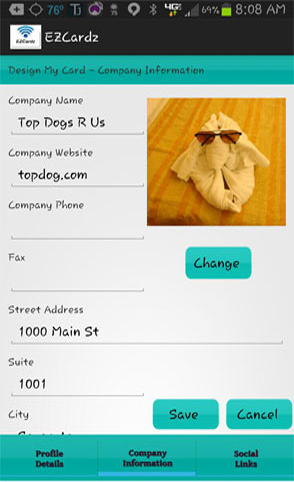 76°
4G
69%
8:08 AM
EZCardz
EZCardz
Design My Card - Company Information
Company Name
Top Dogs R Us
Company Website
topdog.com
Company Phone
Fax
Change
Street Address
1000 Main St
Suite
1001
City
Save
Cancel
Profile
Details
Company
Information
Social
Links